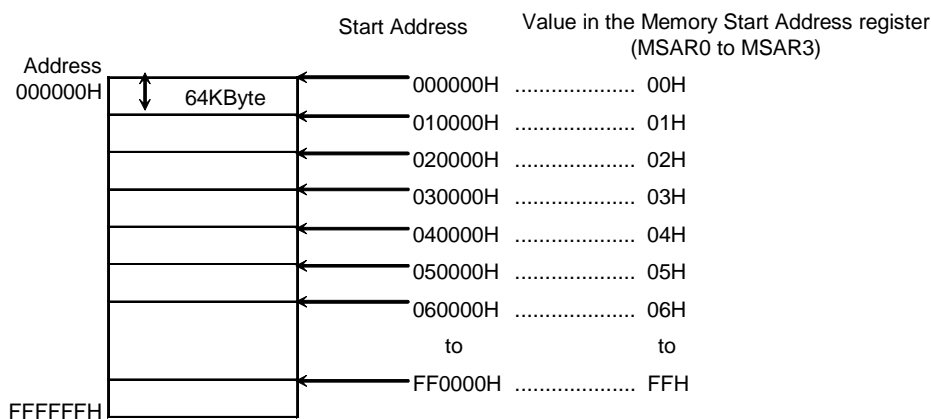 Start Address Value in the Memory Start Address register
(MSAR0 to MSAR3)
Address
000000H
64KByte
000000H ..................... 00H
010000H ..................... 01H
020000H ..................... 02H
030000H ..................... 03H
040000H ..................... 04H
050000H ..................... 05H
060000H ..................... 06H
to to
FF0000H ..................... FFH
FFFFFFH